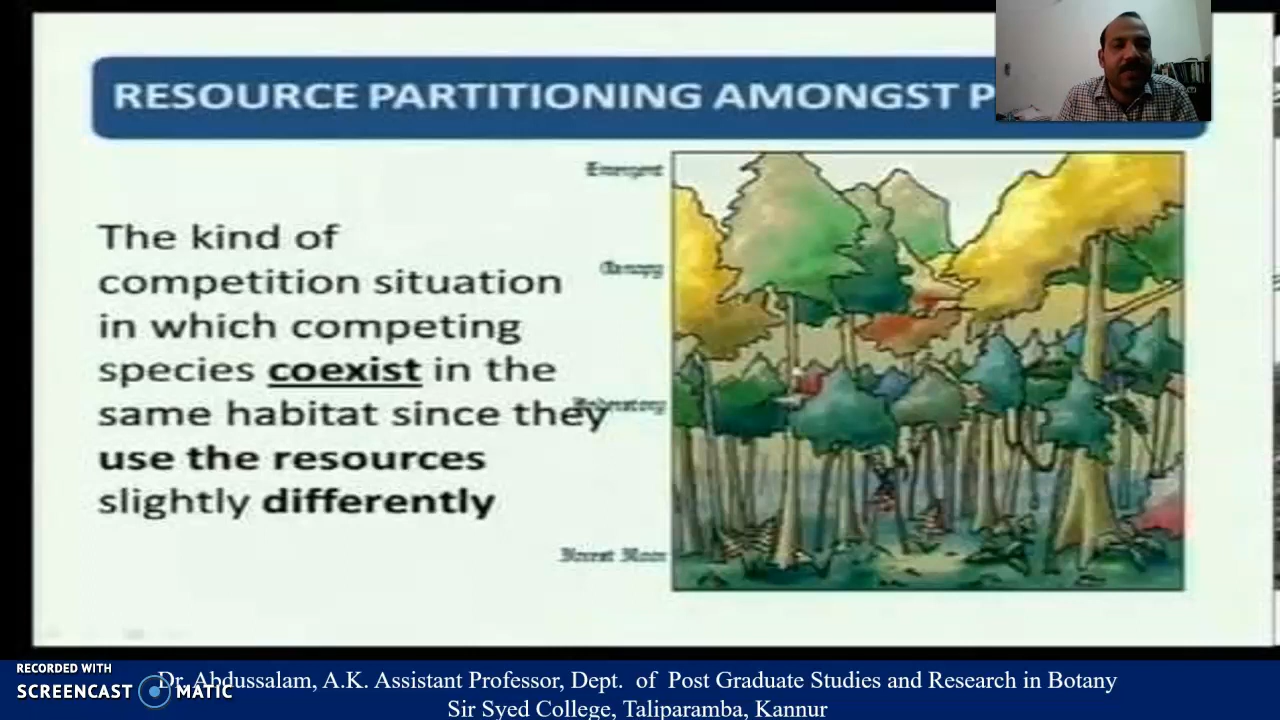 RESOURCE PARTITIONING AMONGST P
Emergent
The kind of
competition situation
Canopy
in which competing
species coexist in the
same habitat since they
use the resources
slightly differently
Forest Floor
RECORDED WITH
SCREENCAST MATIC
Dr. Abdussalam, A.K. Assistant Professor, Dept. of Post Graduate Studies and Research in Botany
Sir Syed College, Taliparamba, Kannur